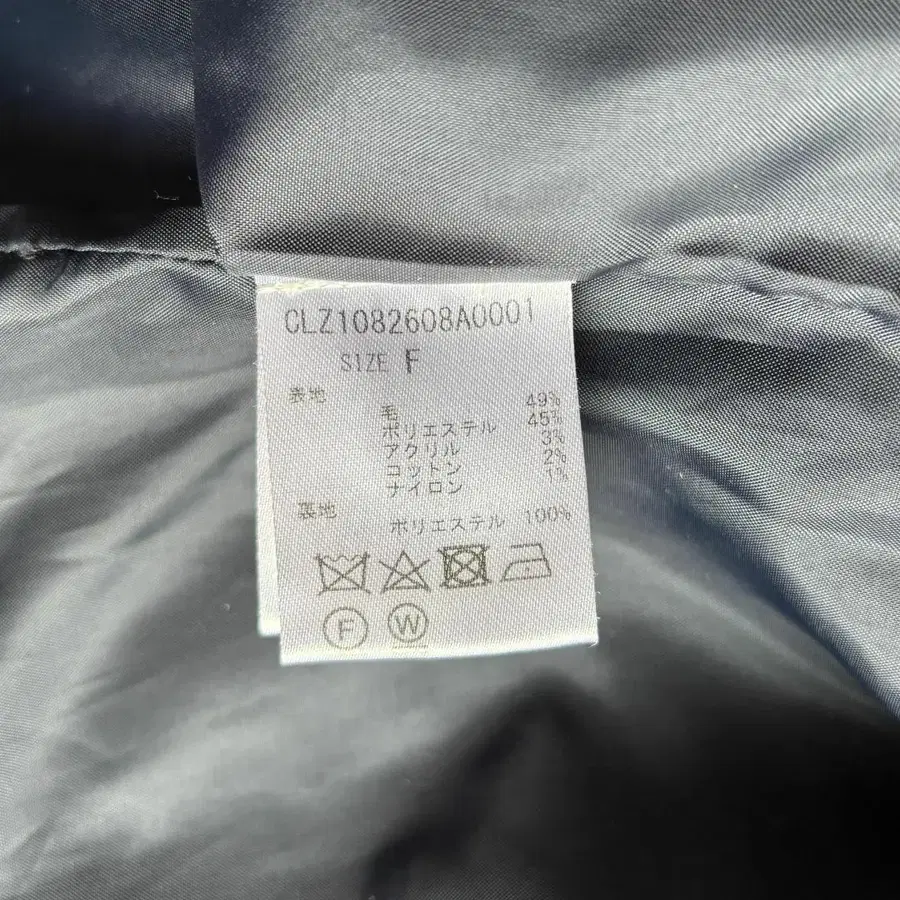 CLZ1082608A0001
SIZE F
表地
毛 49%
ポリエステル 45%
アクリル 3%
コットン 2%
ナイロン 1%
裏地
ポリエステル 100%
F W